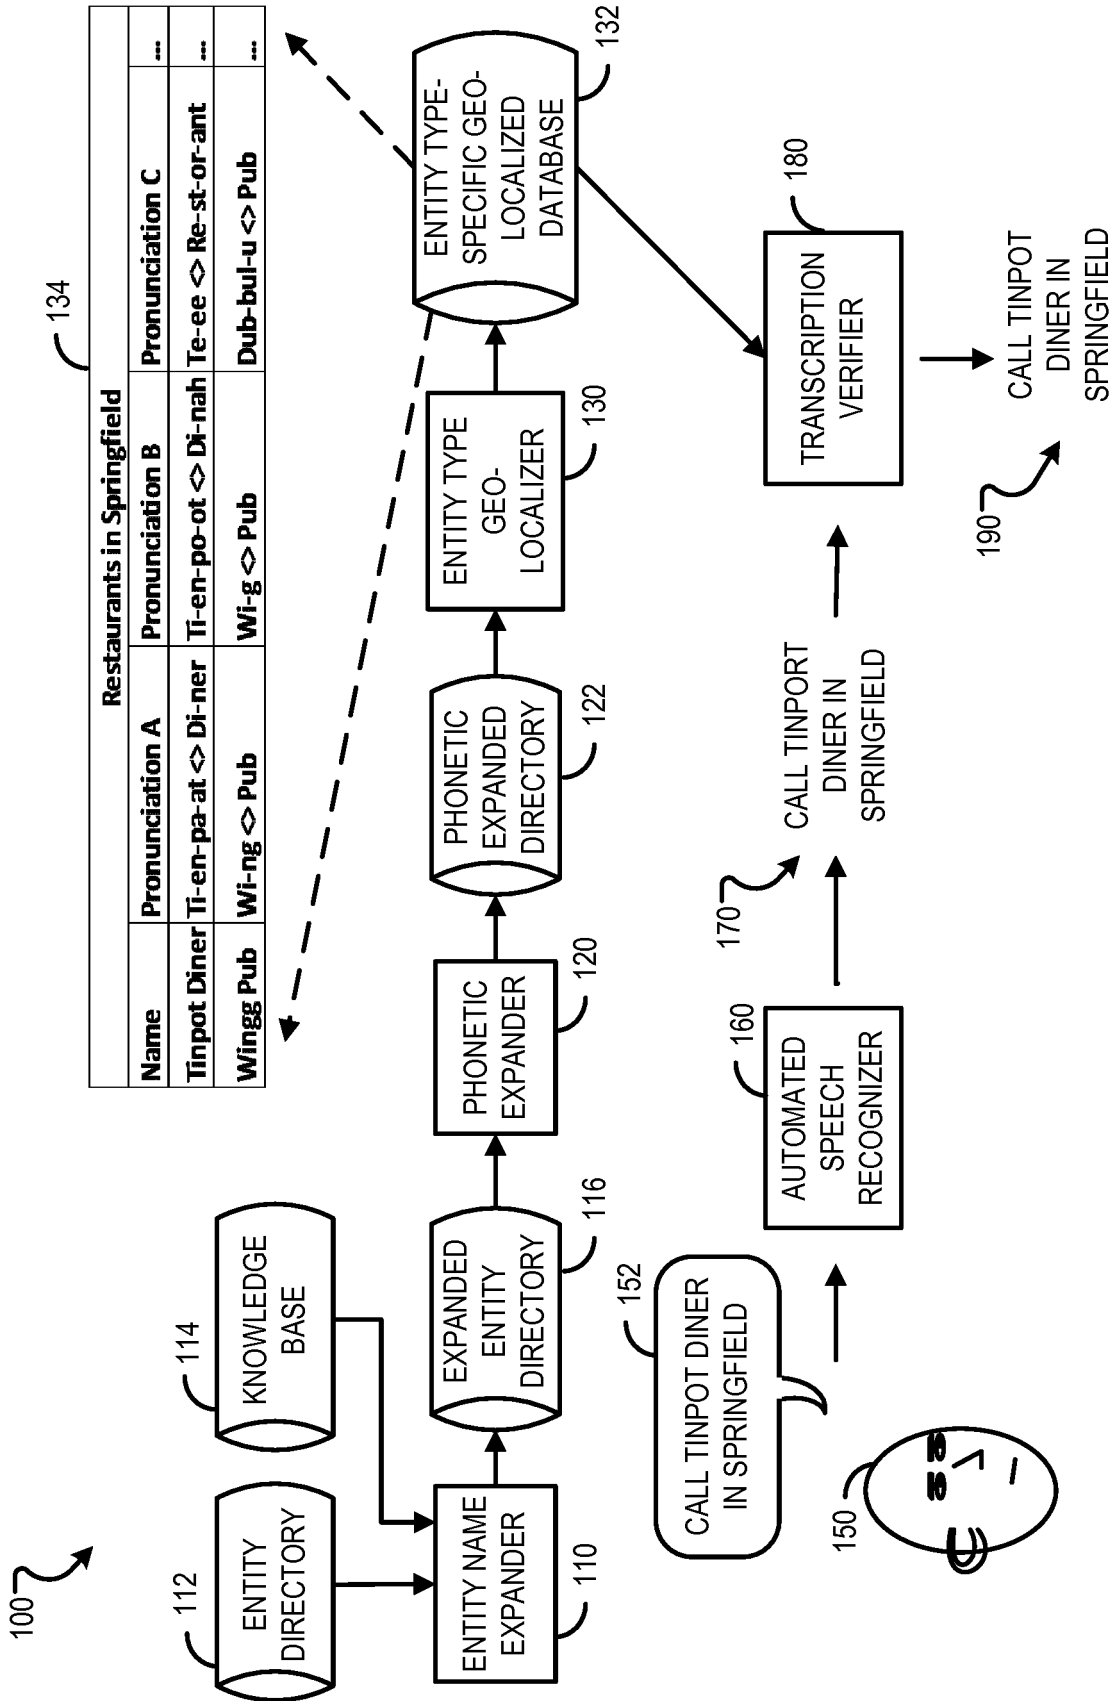 100
134
Restaurants in Springfield
Name Pronunciation A Pronunciation B Pronunciation C ...
Tinpot Diner Ti-en-pa-at <> Di-ner Ti-en-po-ot <> Di-nah Te-ee <> Re-st-or-ant ...
Wingg Pub Wi-ng <> Pub Wi-g <> Pub Dub-bul-u <> Pub ...
112
ENTITY
DIRECTORY
114
KNOWLEDGE
BASE
ENTITY NAME
EXPANDER
110
EXPANDED
ENTITY
DIRECTORY
116
PHONETIC
EXPANDER
120
PHONETIC
EXPANDED
DIRECTORY
122
ENTITY TYPE
GEO-
LOCALIZER
130
ENTITY TYPE-
SPECIFIC GEO-
LOCALIZED
DATABASE
132
152
CALL TINPOT DINER
IN SPRINGFIELD
150
160
AUTOMATED
SPEECH
RECOGNIZER
170
CALL TINPORT
DINER IN
SPRINGFIELD
180
TRANSCRIPTION
VERIFIER
190
CALL TINPOT
DINER IN
SPRINGFIELD